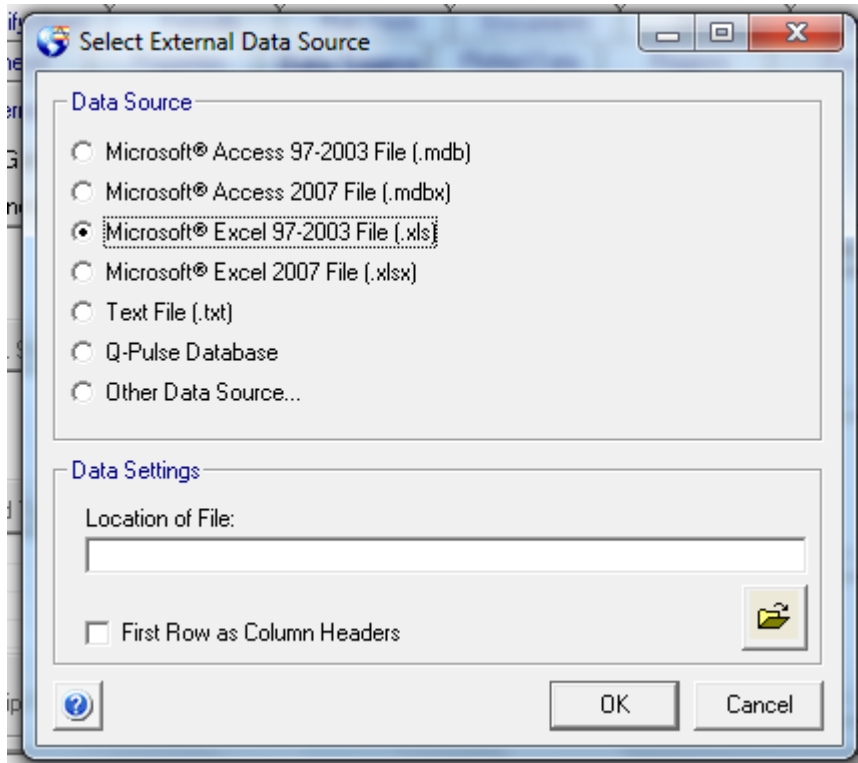 Select External Data Source
Data Source
Microsoft® Access 97-2003 File (.mdb)
Microsoft® Access 2007 File (.mdbx)
Microsoft® Excel 97-2003 File (.xls)
Microsoft® Excel 2007 File (.xlsx)
Text File (.txt)
Q-Pulse Database
Other Data Source...
Data Settings
Location of File:
First Row as Column Headers
OK Cancel